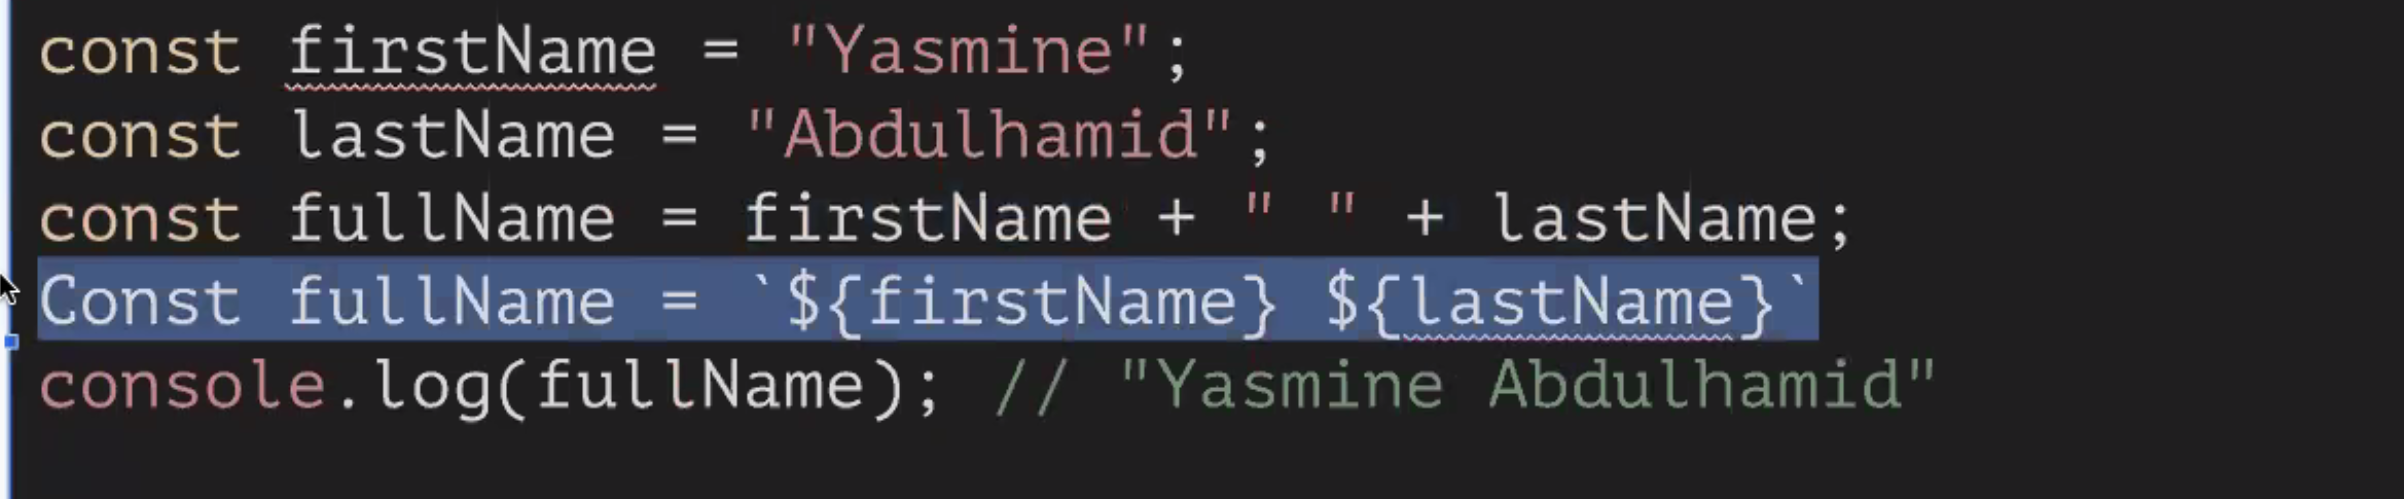 const firstName = "Yasmine";
const lastName = "Abdulhamid";
const fullName = firstName + " " + lastName;
Const fullName = `${firstName} ${lastName}`
console.log(fullName); // "Yasmine Abdulhamid"